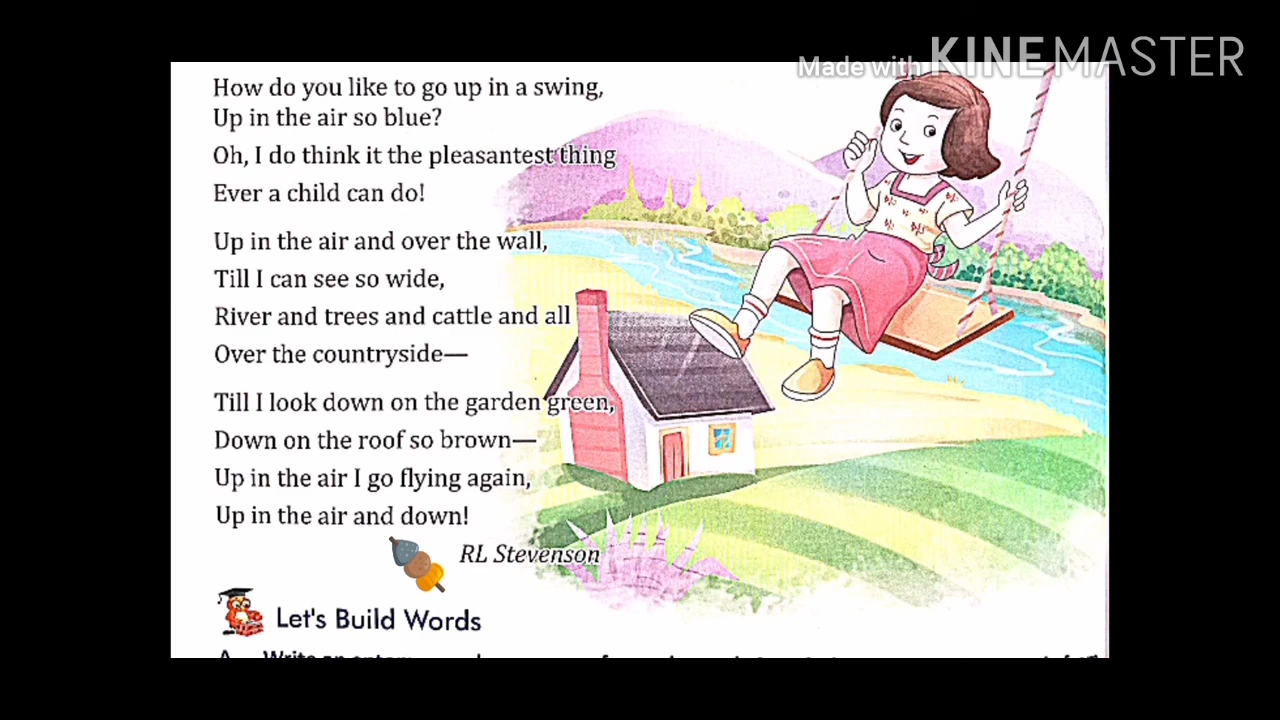 Made with KINEMASTER
How do you like to go up in a swing,
Up in the air so blue?
Oh, I do think it the pleasantest thing
Ever a child can do!
Up in the air and over the wall,
Till I can see so wide,
River and trees and cattle and all
Over the countryside—
Till I look down on the garden green,
Down on the roof so brown—
Up in the air I go flying again,
Up in the air and down!
RL Stevenson
Let's Build Words